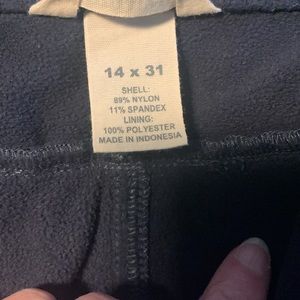 14 x 31
SHELL:
89% NYLON
11% SPANDEX
LINING:
100% POLYESTER
MADE IN INDONESIA